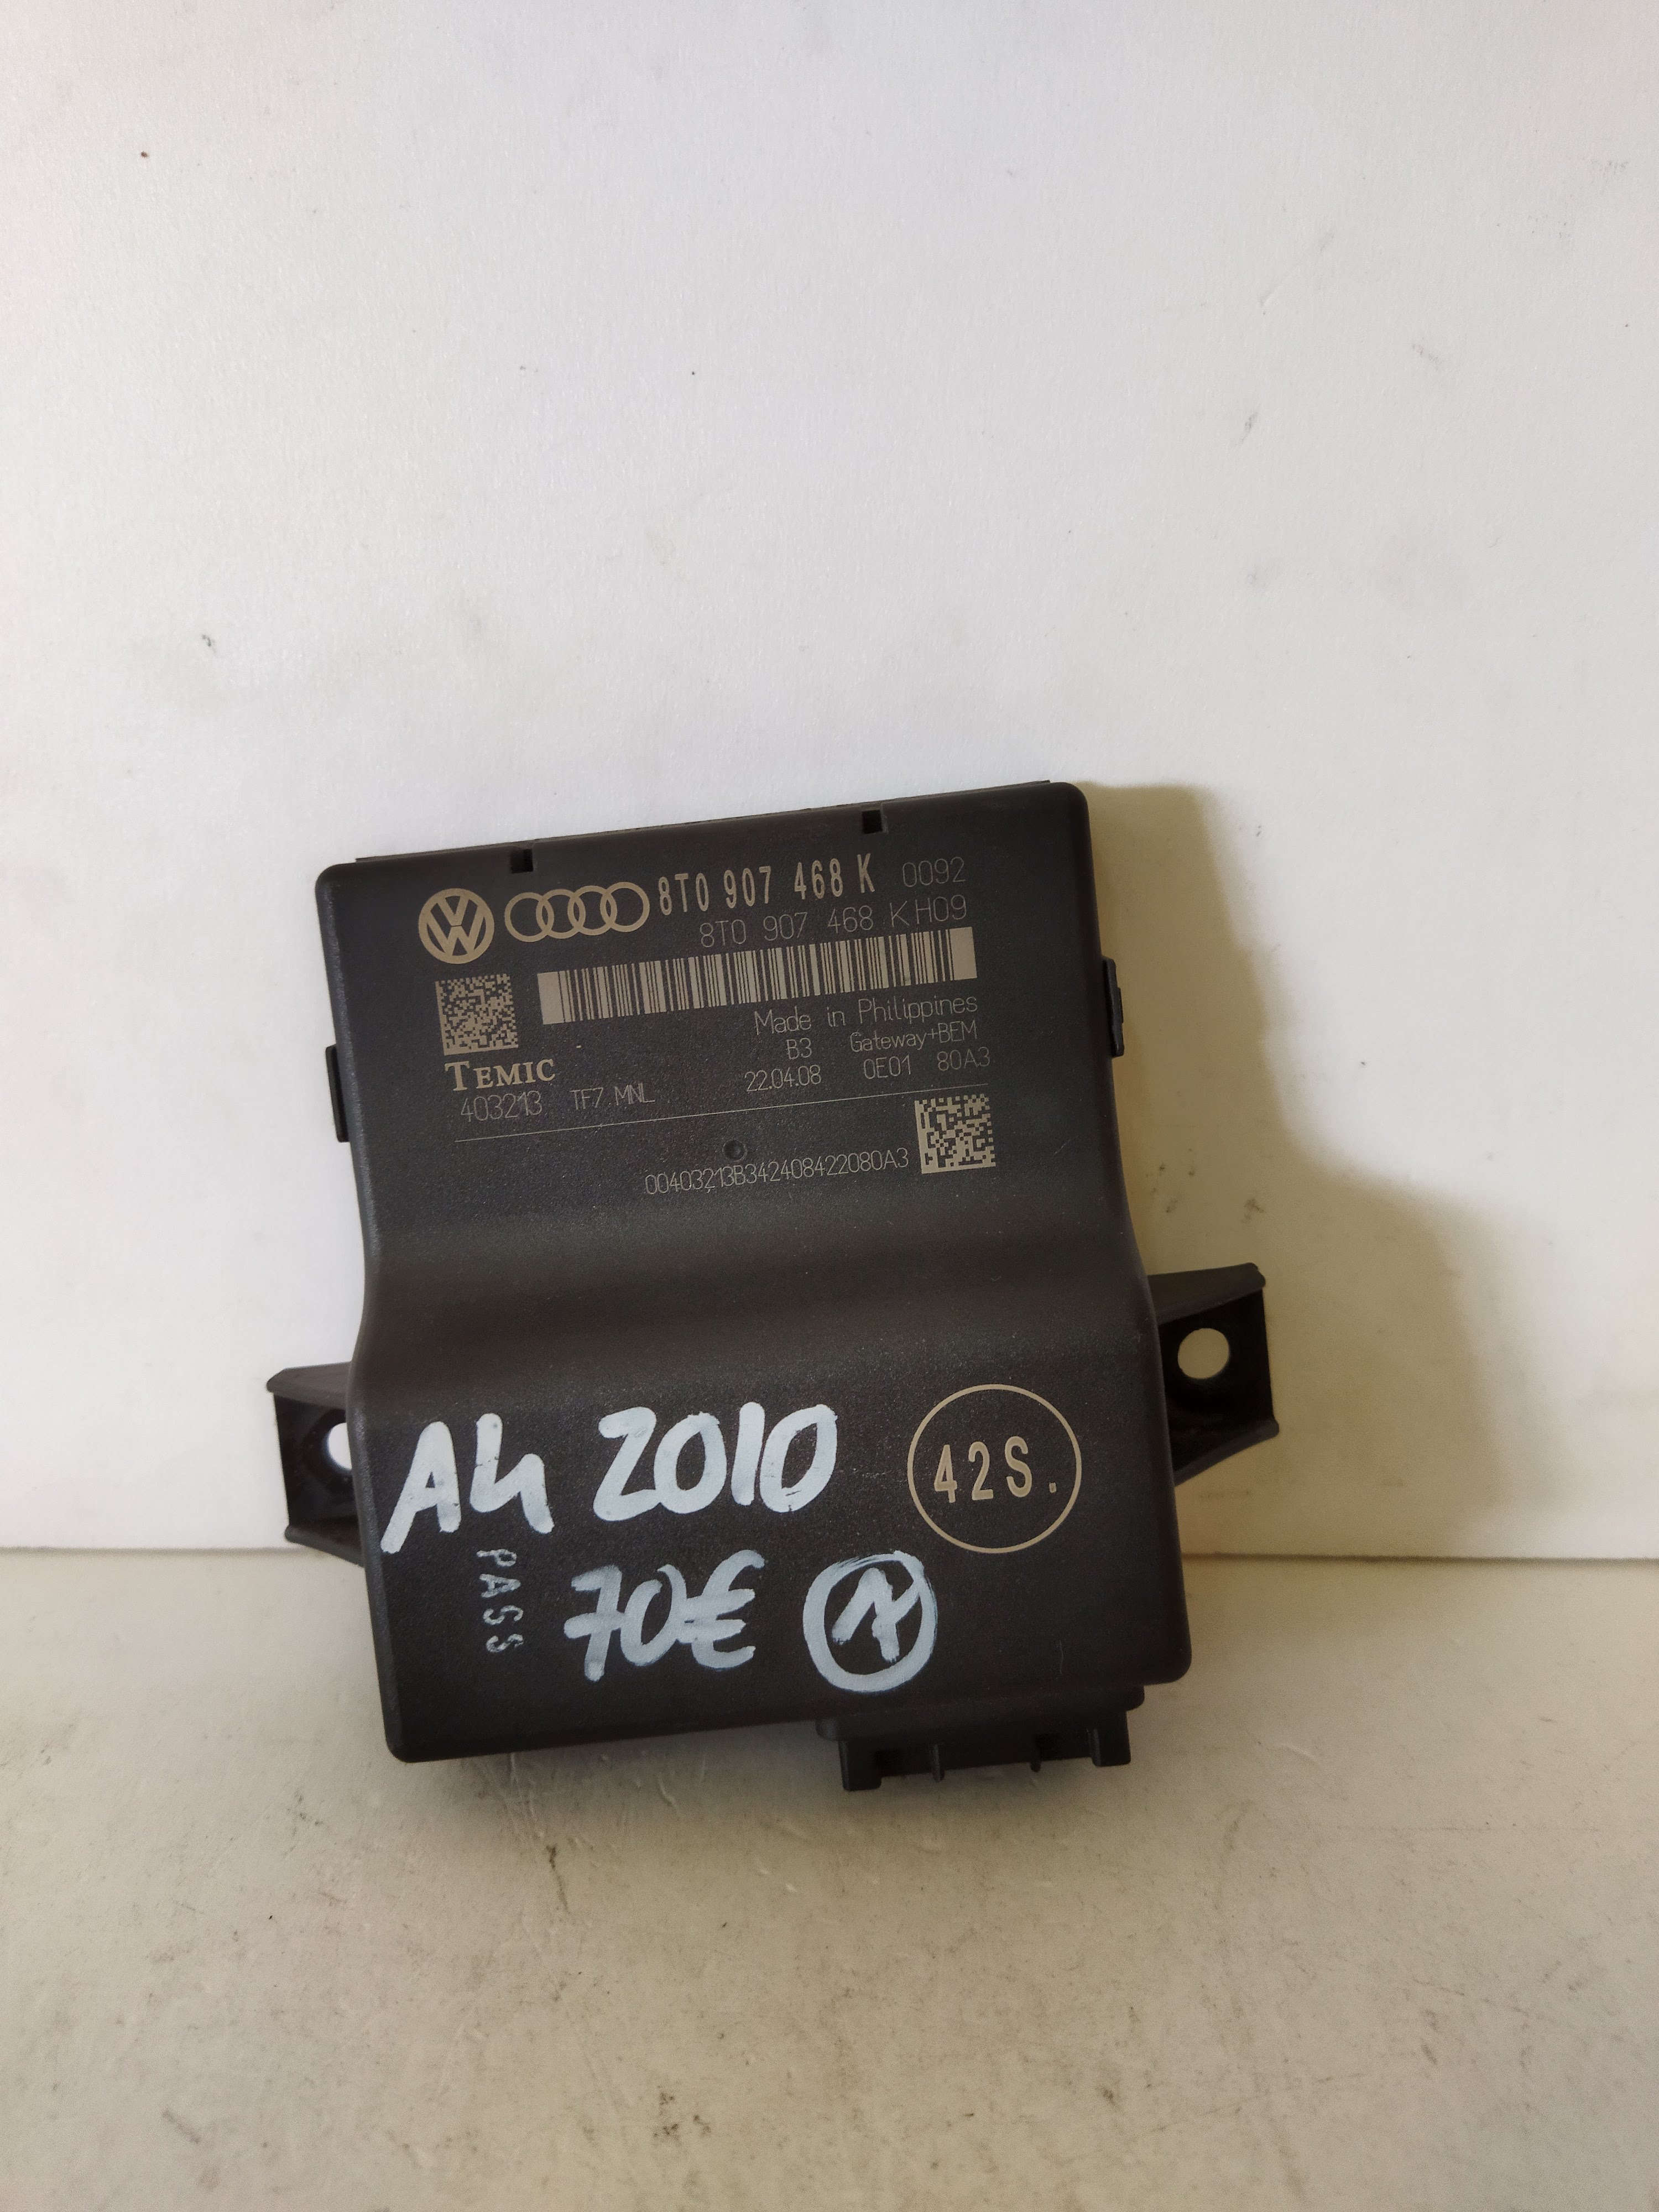 8T0 907 468 K 0092
8T0 907 468 K H09
Made in Philippines
B3 Gateway+BEM
TEMIC 22.04.08 0E01 80A3
403213 TF7 MNL
00403213B342408422080A3
A4 2010
42S.
PASS
70€